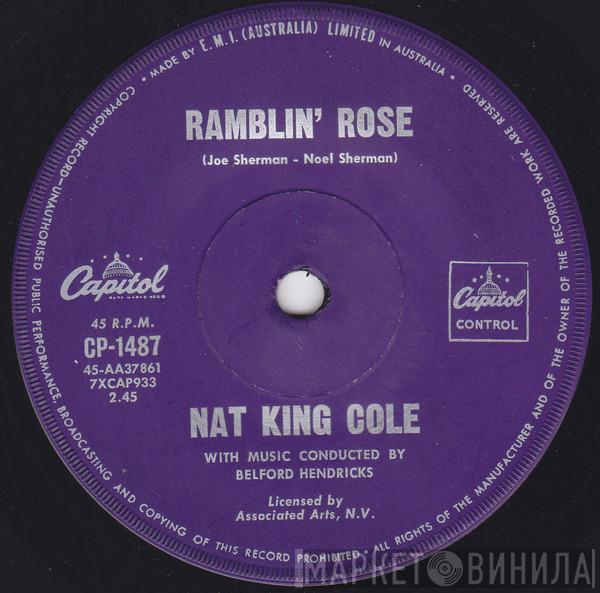 • MADE BY E.M.I. (AUSTRALIA) LIMITED IN AUSTRALIA •
COPYRIGHT RECORD—UNAUTHORISED PUBLIC PERFORMANCE, BROADCASTING AND COPYING OF THIS RECORD PROHIBITED. ALL RIGHTS OF THE MANUFACTURER AND OF THE OWNER OF THE RECORDED WORK ARE RESERVED
RAMBLIN' ROSE
(Joe Sherman - Noel Sherman)
Capitol
45 R.P.M.
CP-1487
45-AA37861
7XCAP933
2.45
Capitol
CONTROL
NAT KING COLE
WITH MUSIC CONDUCTED BY
BELFORD HENDRICKS
Licensed by
Associated Arts, N.V.
МАРКЕТОВИНИЛА